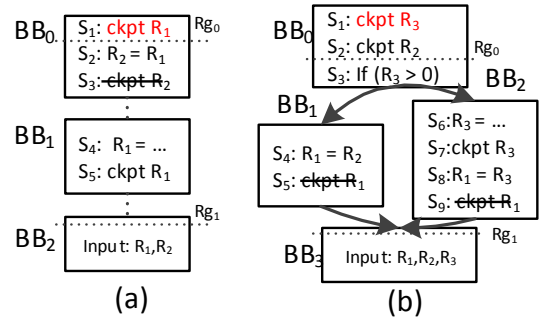 BB0
S1: ckpt R1
Rg0
S2: R2 = R1
S3: ckpt R2
BB1
S4: R1 = ...
S5: ckpt R1
Rg1
BB2
Input: R1,R2
(a)
BB0
S1: ckpt R3
S2: ckpt R2
Rg0
S3: If (R3 > 0)
BB1
S4: R1 = R2
S5: ckpt R1
BB2
S6:R3 = ...
S7:ckpt R3
S8:R1 = R3
S9:ckpt R1
Rg1
BB3
Input: R1,R2,R3
(b)